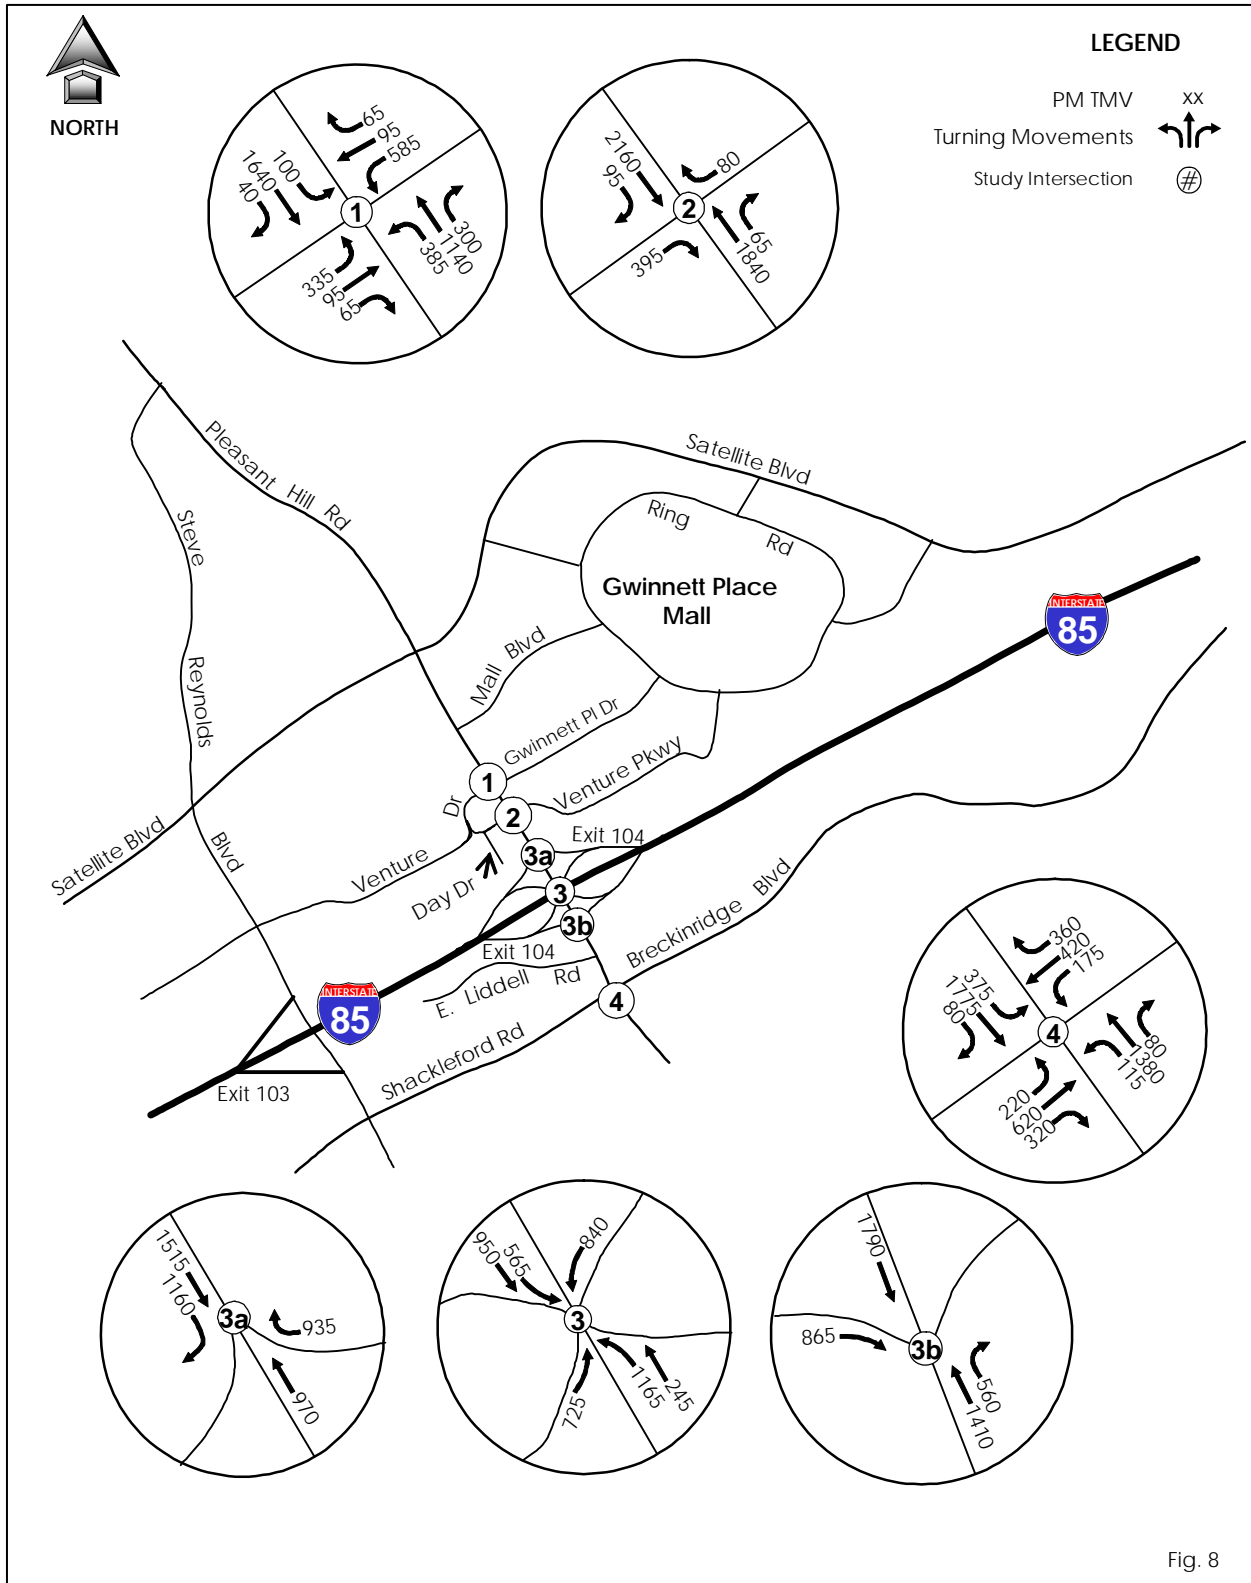 NORTH
LEGEND
PM TMV
xx
Turning Movements
Study Intersection
#
65
95
585
100
1640
40
1
300
1140
385
335
95
65
2160
95
80
2
65
1840
395
Pleasant Hill Rd
Steve Reynolds Blvd
Satellite Blvd
Ring Rd
Gwinnett Place
Mall
INTERSTATE
85
Mall Blvd
Gwinnett Pl Dr
Venture Pkwy
1
2
3a
3
3b
4
Exit 104
Satellite Blvd
Venture Dr
Day Dr
Exit 104
E. Liddell Rd
Breckinridge Blvd
INTERSTATE
85
Shackleford Rd
Exit 103
360
420
175
375
1775
80
4
80
1380
115
220
620
320
1515
1160
3a
935
970
950
565
840
3
725
1165
245
1790
865
3b
560
1410
Fig. 8